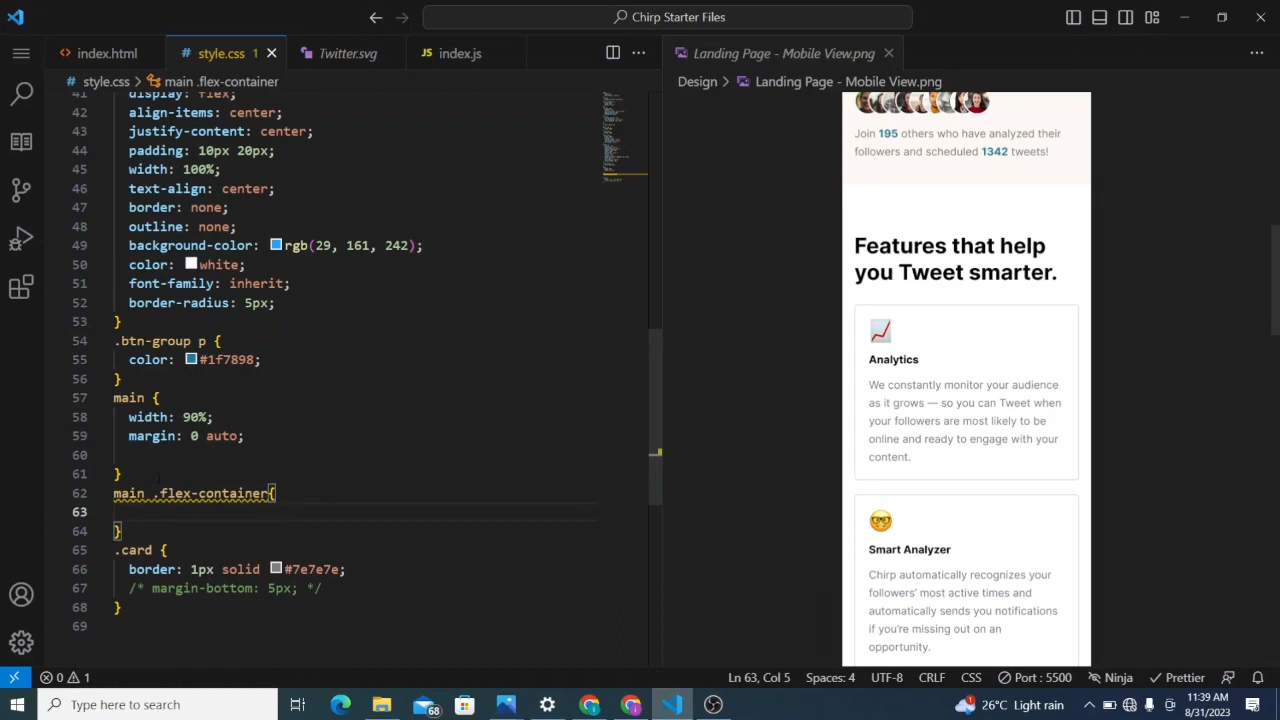 Chirp Starter Files
index.html
style.css 1
Twitter.svg
index.js
Landing Page - Mobile View.png
style.css > main .flex-container
Design > Landing Page - Mobile View.png
41 display: flex;
42 align-items: center;
43 justify-content: center;
44 padding: 10px 20px;
45 width: 100%;
46 text-align: center;
47 border: none;
48 outline: none;
49 background-color: rgb(29, 161, 242);
50 color: white;
51 font-family: inherit;
52 border-radius: 5px;
53 }
54 .btn-group p {
55 color: #1f7898;
56 }
57 main {
58 width: 90%;
59 margin: 0 auto;
60
61 }
62 main .flex-container{
63
64 }
65 .card {
66 border: 1px solid #7e7e7e;
67 /* margin-bottom: 5px; */
68 }
69
Join 195 others who have analyzed their
followers and scheduled 1342 tweets!
Features that help
you Tweet smarter.
Analytics
We constantly monitor your audience
as it grows — so you can Tweet when
your followers are most likely to be
online and ready to engage with your
content.
Smart Analyzer
Chirp automatically recognizes your
followers' most active times and
automatically sends you notifications
if you're missing out on an
opportunity.
0 1
Ln 63, Col 5
Spaces: 4
UTF-8
CRLF
CSS
Port : 5500
Ninja
Prettier
Type here to search
68
1
26°C Light rain
11:39 AM
8/31/2023